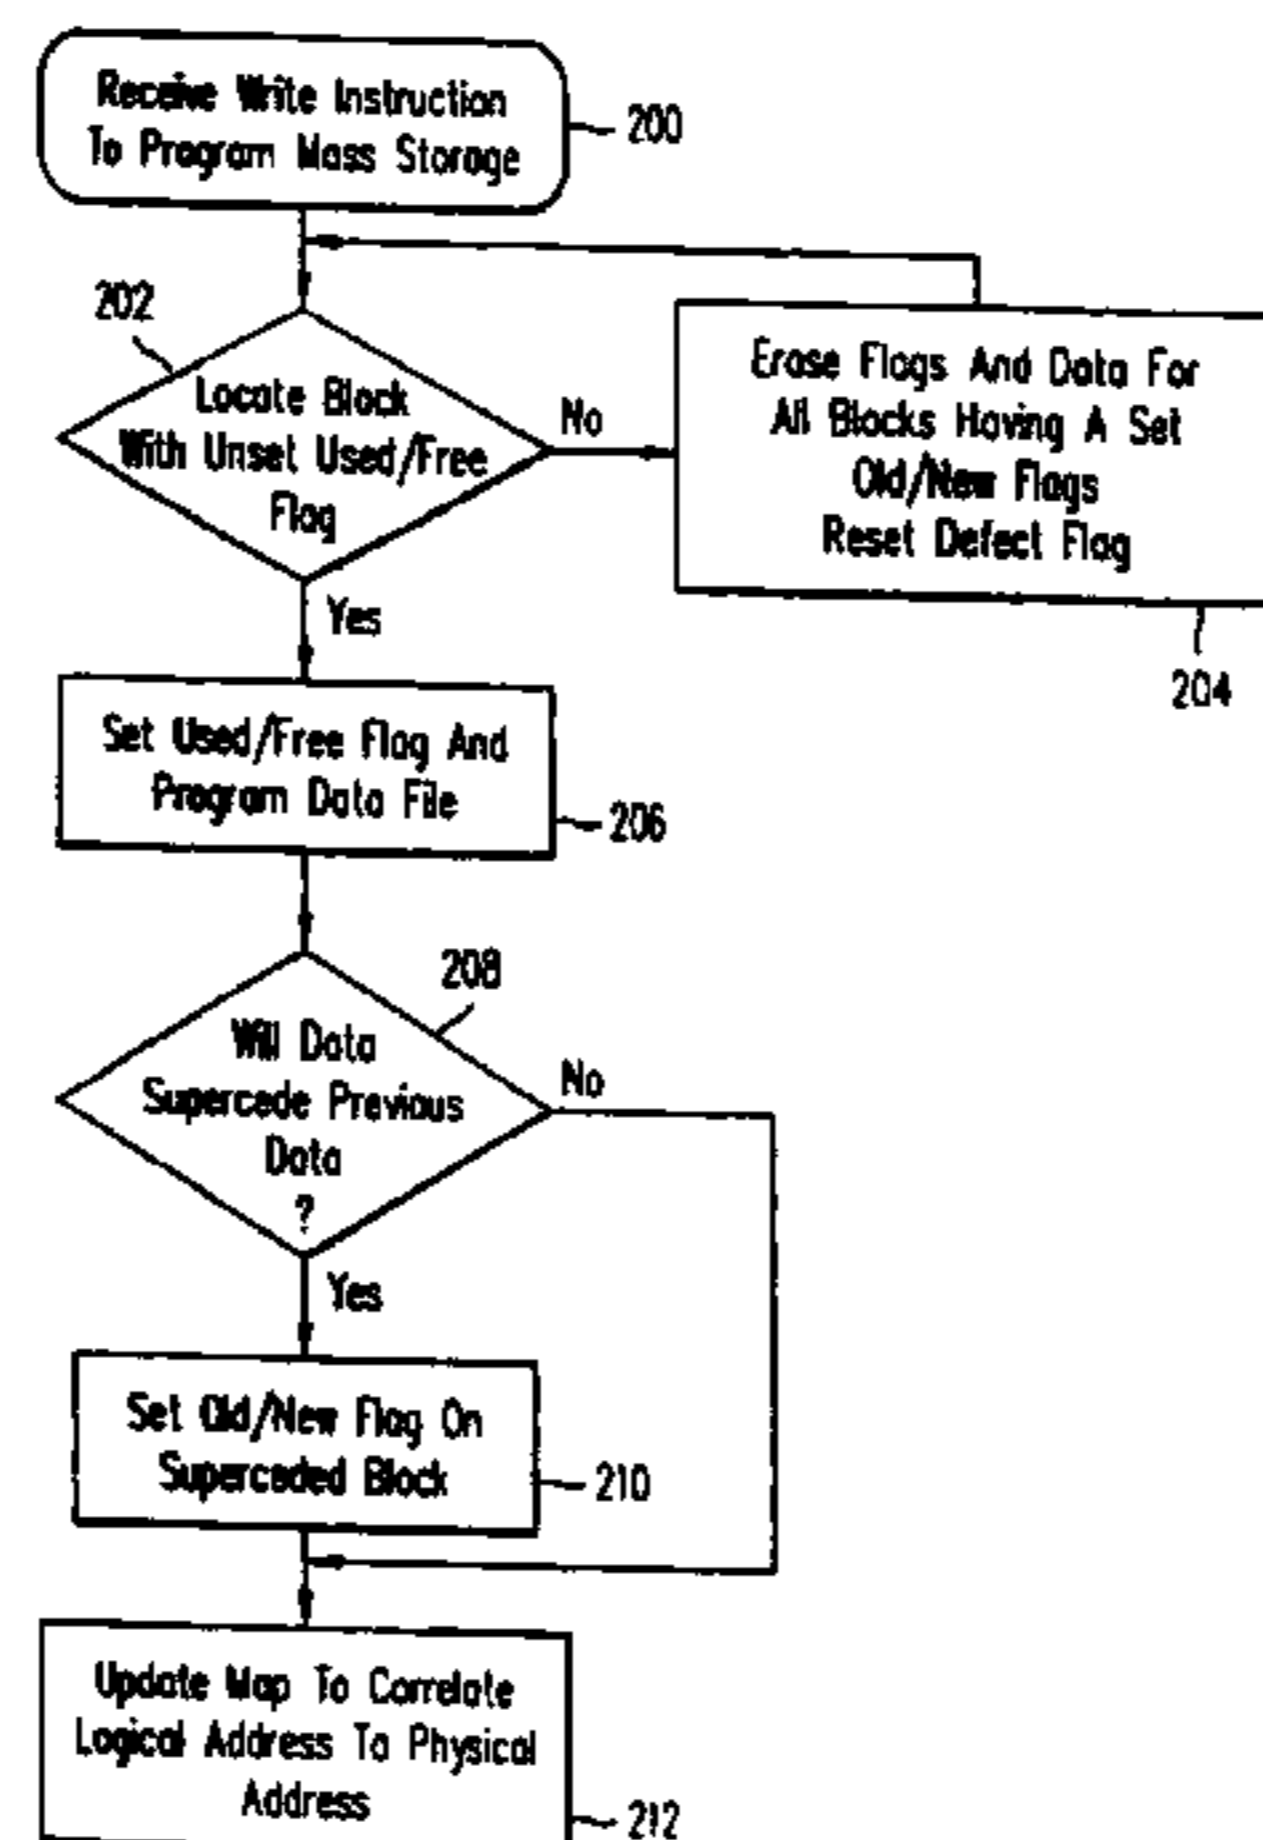 Receive Write Instruction
To Program Mass Storage
200
202
Locate Block
With Unset Used/Free
Flag
No
Erase Flags And Data For
All Blocks Having A Set
Old/New Flags
Reset Defect Flag
204
Yes
Set Used/Free Flag And
Program Data File
206
208
Will Data
Supercede Previous
Data
?
No
Yes
Set Old/New Flag On
Superceded Block
210
Update Map To Correlate
Logical Address To Physical
Address
212